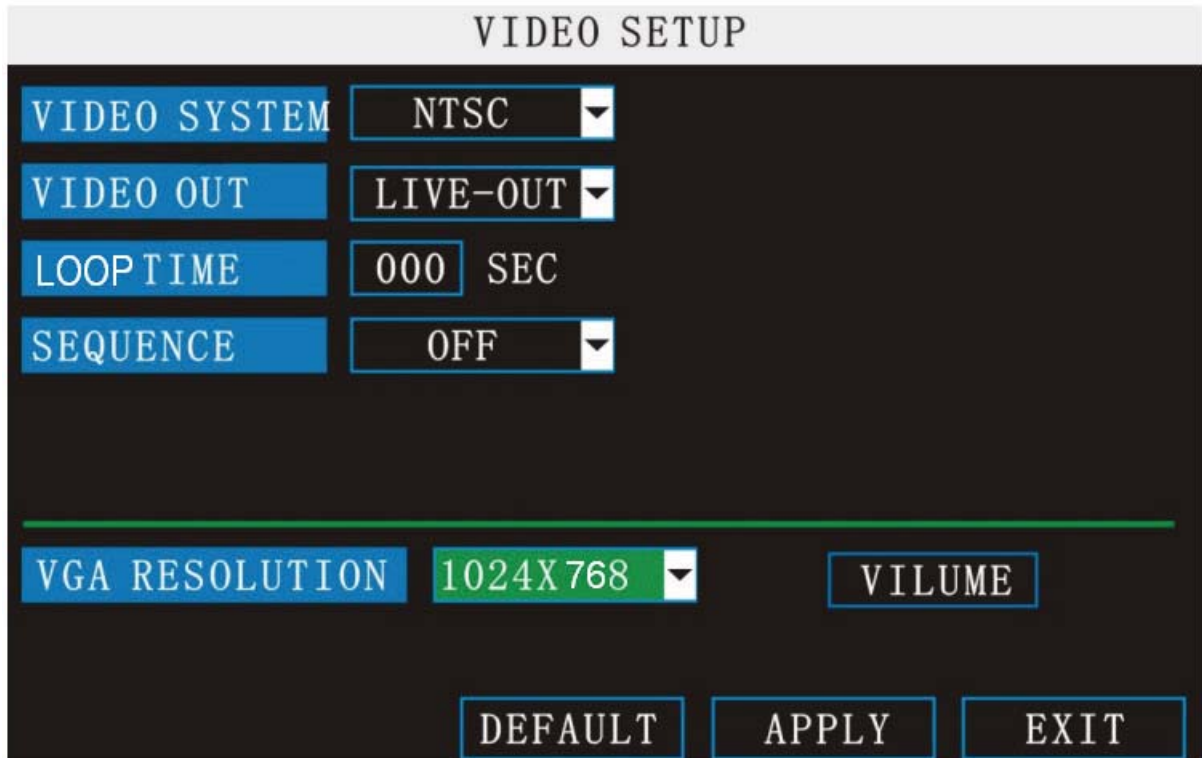 VIDEO SETUP
VIDEO SYSTEM NTSC
VIDEO OUT LIVE-OUT
LOOP TIME 000 SEC
SEQUENCE OFF
VGA RESOLUTION 1024X768 VILUME
DEFAULT APPLY EXIT